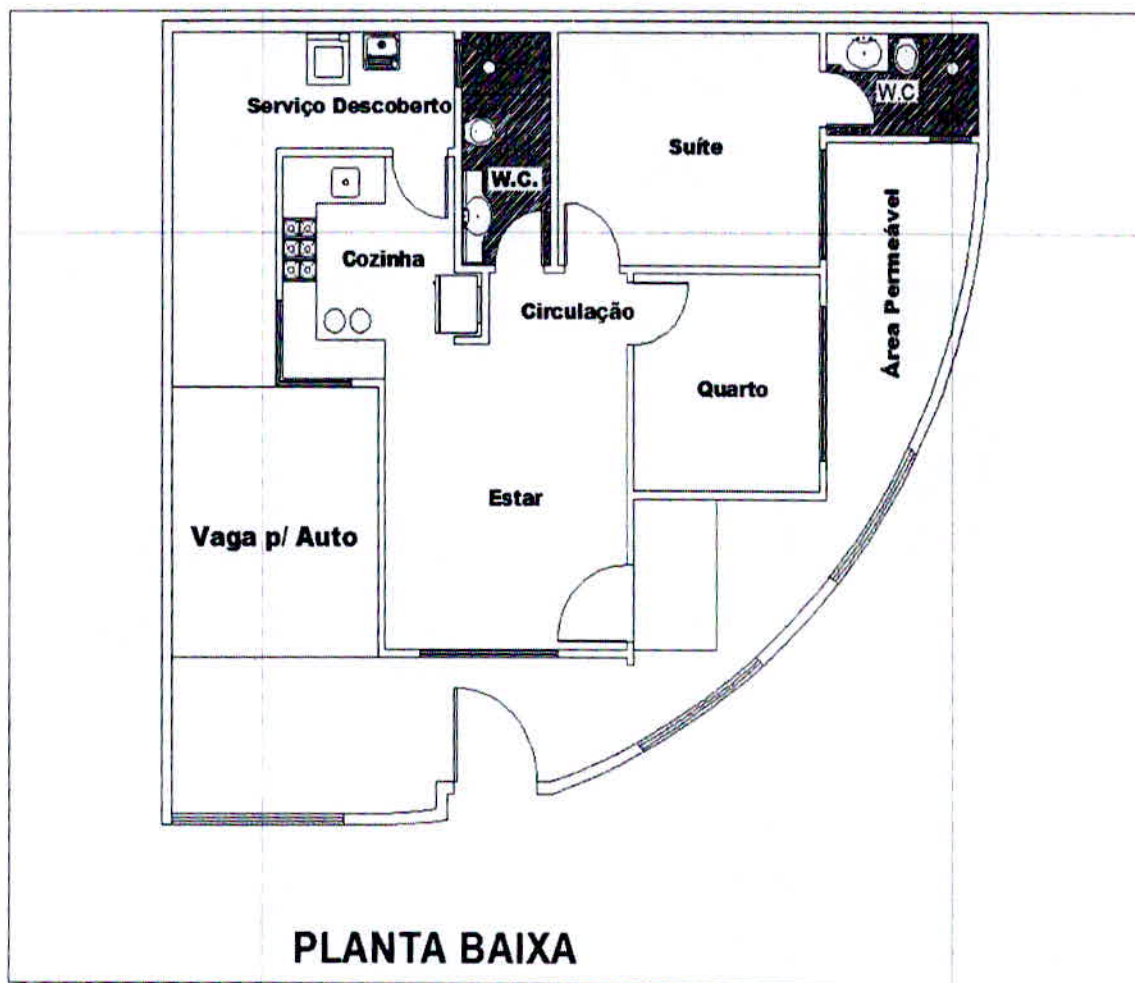 Serviço Descoberto
W.C
Suíte
W.C.
Cozinha
Circulação
Área Permeável
Quarto
Estar
Vaga p/ Auto
PLANTA BAIXA